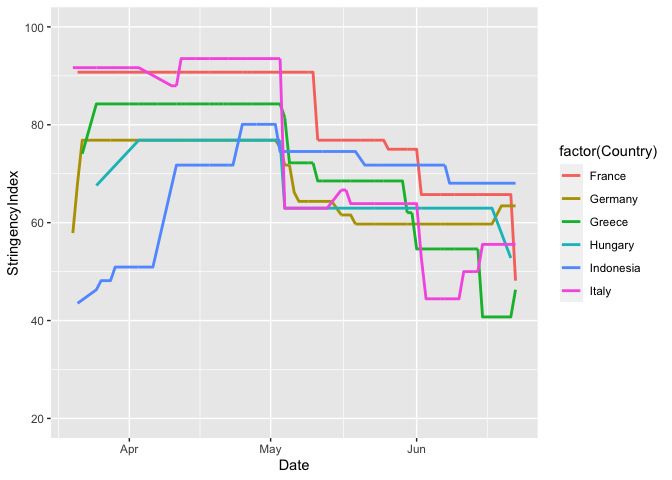 100
80
60
40
20
StringencyIndex
Apr
May
Jun
Date
factor(Country)
France
Germany
Greece
Hungary
Indonesia
Italy